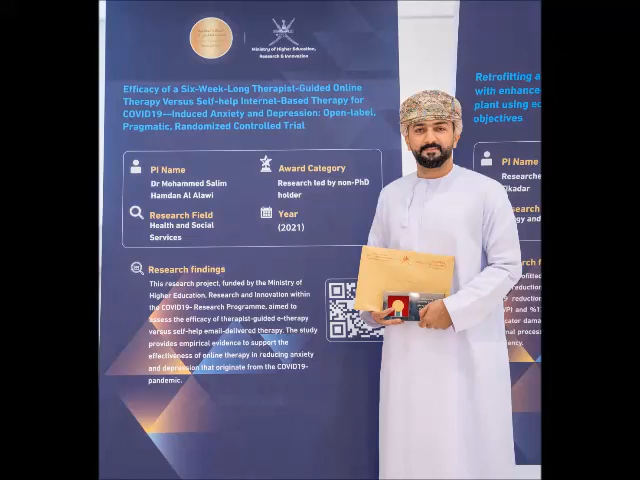 Ministry of Higher Education,
Research & Innovation
Efficacy of a Six-Week-Long Therapist-Guided Online
Therapy Versus Self-help Internet-Based Therapy for
COVID19—Induced Anxiety and Depression: Open-label,
Pragmatic, Randomized Controlled Trial
PI Name
Dr Mohammed Salim
Hamdan Al Alawi
Award Category
Research led by non-PhD
holder
Research Field
Health and Social
Services
Year
(2021)
Research findings
This research project, funded by the Ministry of
Higher Education, Research and Innovation within
the COVID19- Research Programme, aimed to
assess the efficacy of therapist-guided e-therapy
versus self-help email-delivered therapy. The study
provides empirical evidence to support the
effectiveness of online therapy in reducing anxiety
and depression that originate from the COVID19-
pandemic.
Retrofitting a
with enhance
plant using ec
objectives
PI Name
Researche